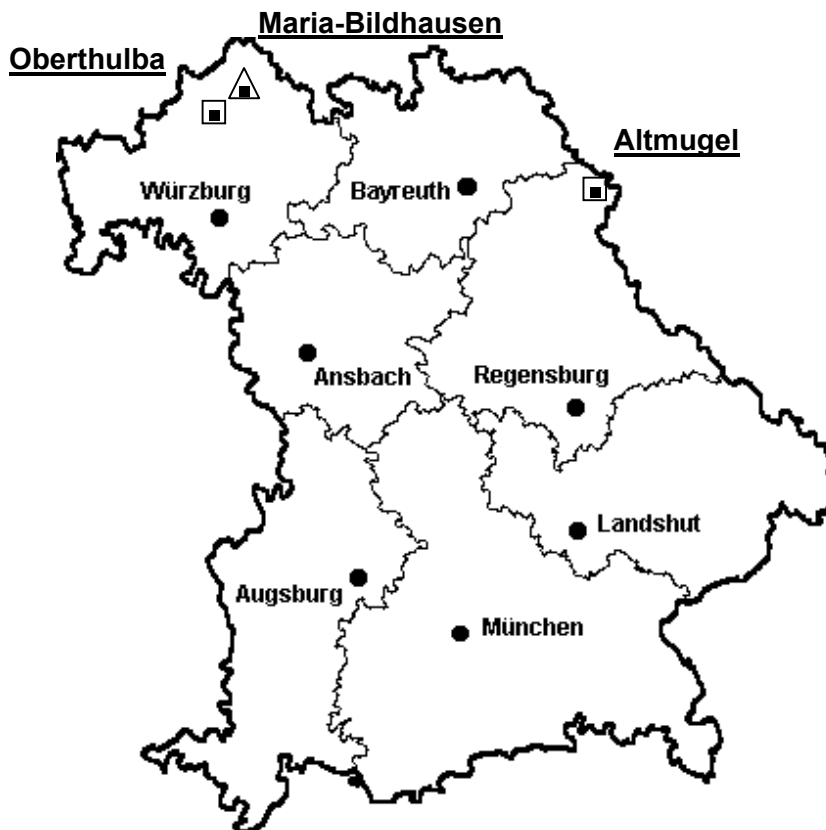 Maria-Bildhausen
Oberthulba
Altmugel
Würzburg
Bayreuth
Ansbach
Regensburg
Landshut
Augsburg
München